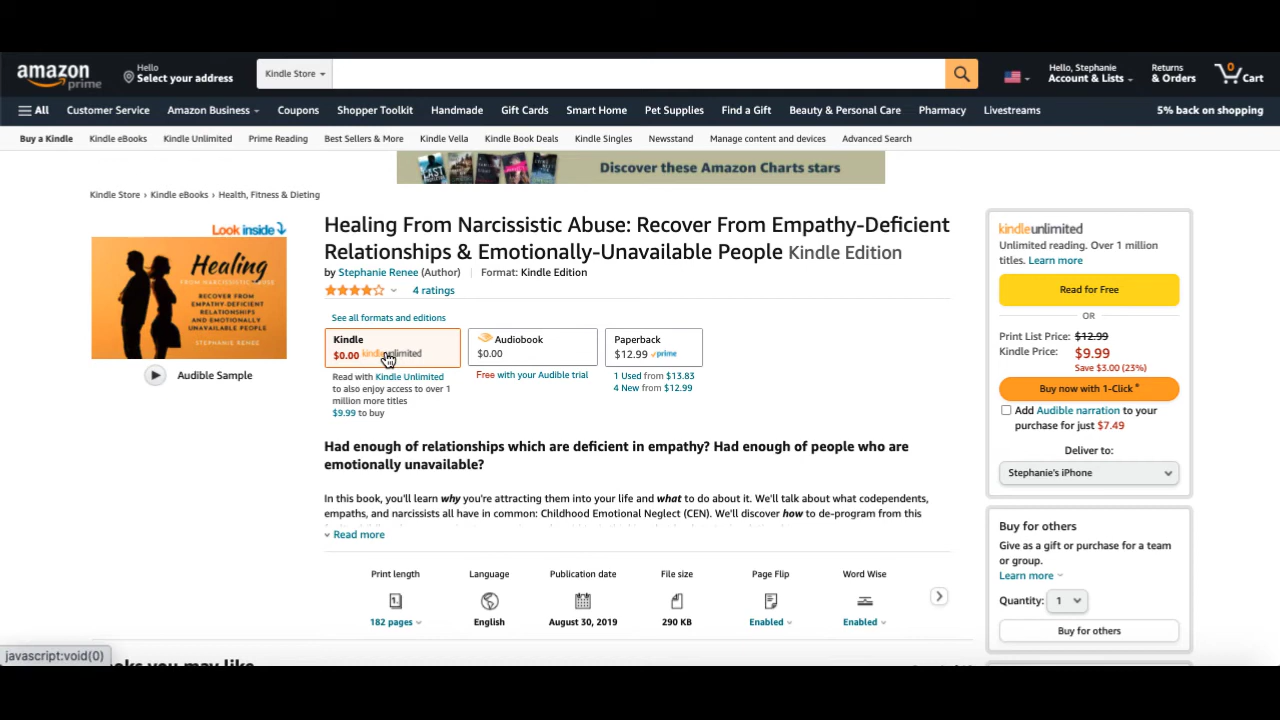 amazon prime
Hello
Select your address
Kindle Store
Hello, Stephanie
Account & Lists
Returns
& Orders
0
Cart
All
Customer Service
Amazon Business
Coupons
Shopper Toolkit
Handmade
Gift Cards
Smart Home
Pet Supplies
Find a Gift
Beauty & Personal Care
Pharmacy
Livestreams
5% back on shopping
Buy a Kindle
Kindle eBooks
Kindle Unlimited
Prime Reading
Best Sellers & More
Kindle Vella
Kindle Book Deals
Kindle Singles
Newsstand
Manage content and devices
Advanced Search
Discover these Amazon Charts stars
Kindle Store › Kindle eBooks › Health, Fitness & Dieting
Look inside
Healing
FROM NARCISSISTIC ABUSE
RECOVER FROM
EMPATHY-DEFICIENT
RELATIONSHIPS
AND EMOTIONALLY
UNAVAILABLE PEOPLE
STEPHANIE RENEE
Audible Sample
Healing From Narcissistic Abuse: Recover From Empathy-Deficient
Relationships & Emotionally-Unavailable People Kindle Edition
by Stephanie Renee (Author) | Format: Kindle Edition
4 ratings
See all formats and editions
Kindle
$0.00 kindleunlimited
Read with Kindle Unlimited
to also enjoy access to over 1
million more titles
$9.99 to buy
Audiobook
$0.00
Free with your Audible trial
Paperback
$12.99 prime
1 Used from $13.83
4 New from $12.99
Had enough of relationships which are deficient in empathy? Had enough of people who are
emotionally unavailable?
In this book, you'll learn why you're attracting them into your life and what to do about it. We'll talk about what codependents,
empaths, and narcissists all have in common: Childhood Emotional Neglect (CEN). We'll discover how to de-program from this
Read more
Print length
182 pages
Language
English
Publication date
August 30, 2019
File size
290 KB
Page Flip
Enabled
Word Wise
Enabled
kindleunlimited
Unlimited reading. Over 1 million
titles. Learn more
Read for Free
OR
Print List Price: $12.99
Kindle Price: $9.99
Save $3.00 (23%)
Buy now with 1-Click ®
Add Audible narration to your
purchase for just $7.49
Deliver to:
Stephanie's iPhone
Buy for others
Give as a gift or purchase for a team
or group.
Learn more
Quantity: 1
Buy for others
javascript:void(0)
you may like